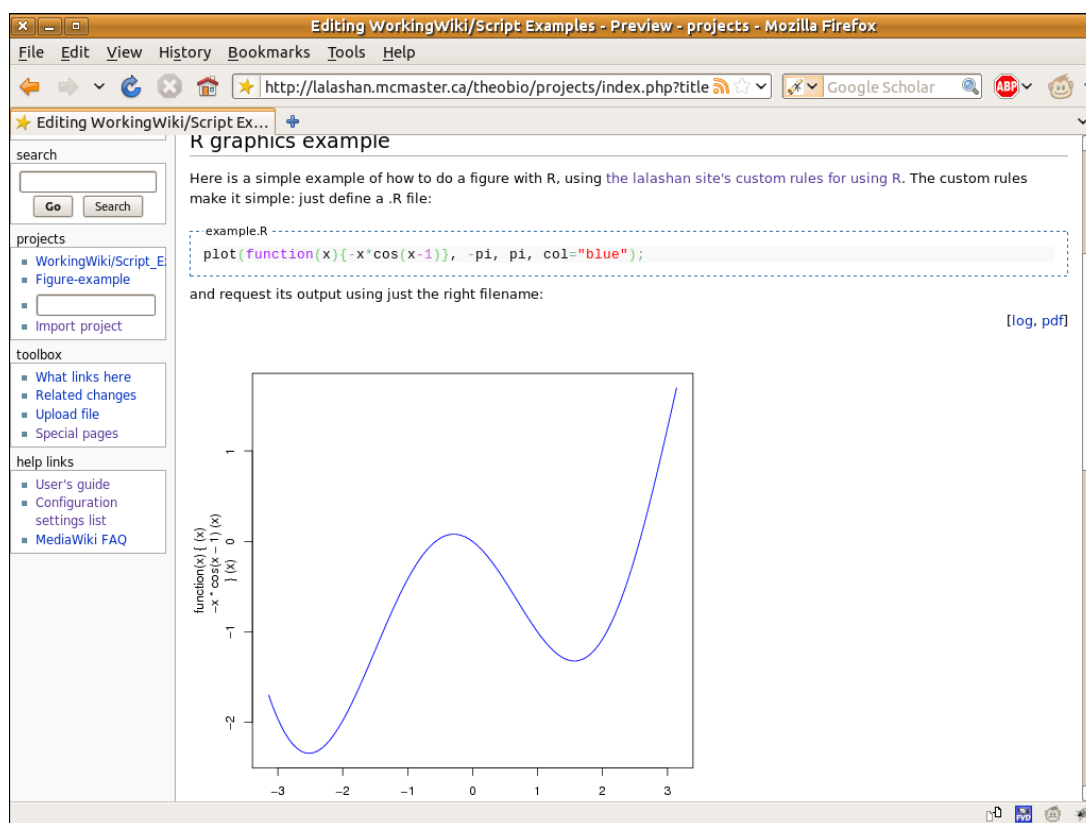 Editing WorkingWiki/Script Examples - Preview - projects - Mozilla Firefox
File Edit View History Bookmarks Tools Help
http://lalashan.mcmaster.ca/theobio/projects/index.php?title
Google Scholar
ABP
Editing WorkingWiki/Script Ex...
search
Go Search
projects
WorkingWiki/Script_E
Figure-example
Import project
toolbox
What links here
Related changes
Upload file
Special pages
help links
User's guide
Configuration
settings list
MediaWiki FAQ
R graphics example
Here is a simple example of how to do a figure with R, using the lalashan site's custom rules for using R. The custom rules
make it simple: just define a .R file:
example.R
plot(function(x){-x*cos(x-1)}, -pi, pi, col="blue");
and request its output using just the right filename:
[log, pdf]
function(x) { (x)
−x * cos(x − 1) (x)
} (x)
1
0
−1
−2
−3 −2 −1 0 1 2 3
FVD